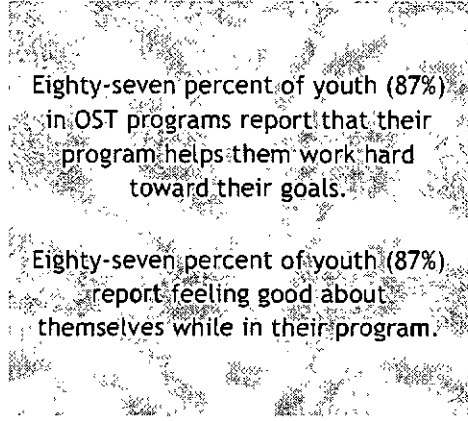 Eighty-seven percent of youth (87%)
in OST programs report that their
program helps them work hard
toward their goals.
Eighty-seven percent of youth (87%)
report feeling good about
themselves while in their program.